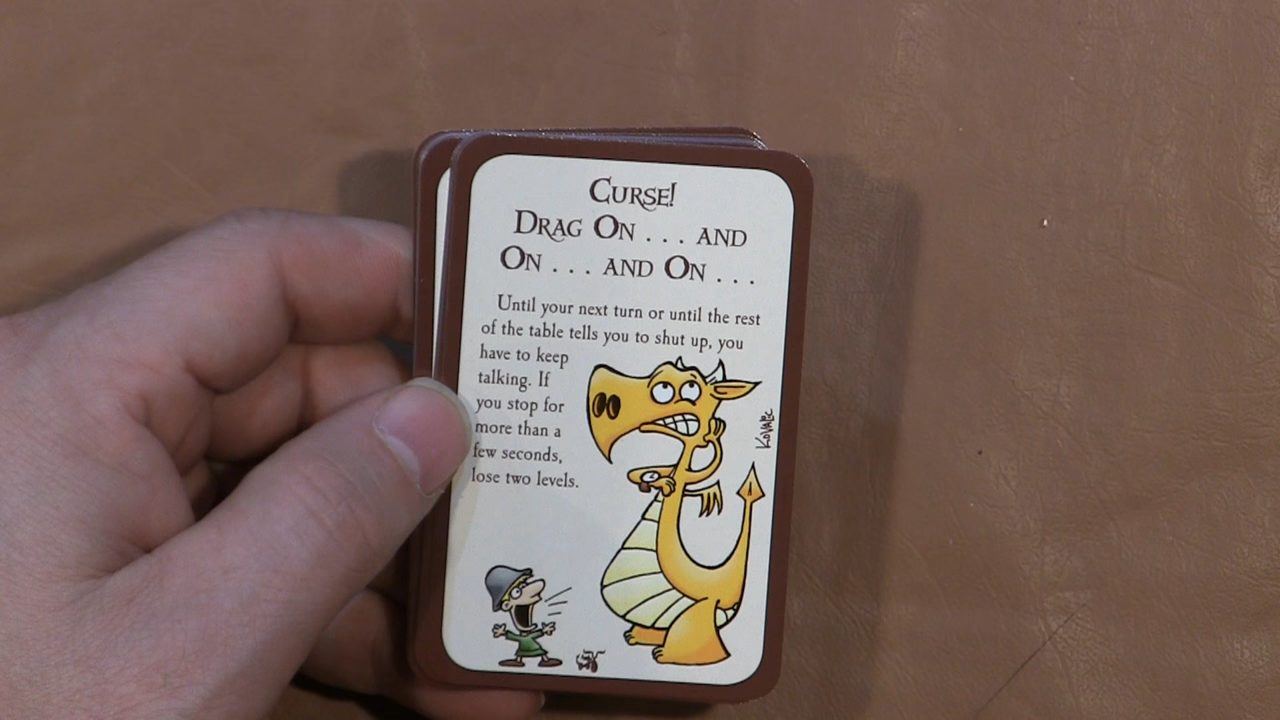 Curse!
Drag On . . . and
On . . . and On . . .
Until your next turn or until the rest
of the table tells you to shut up, you
have to keep
talking. If
you stop for
more than a
few seconds,
lose two levels.
Kovalic